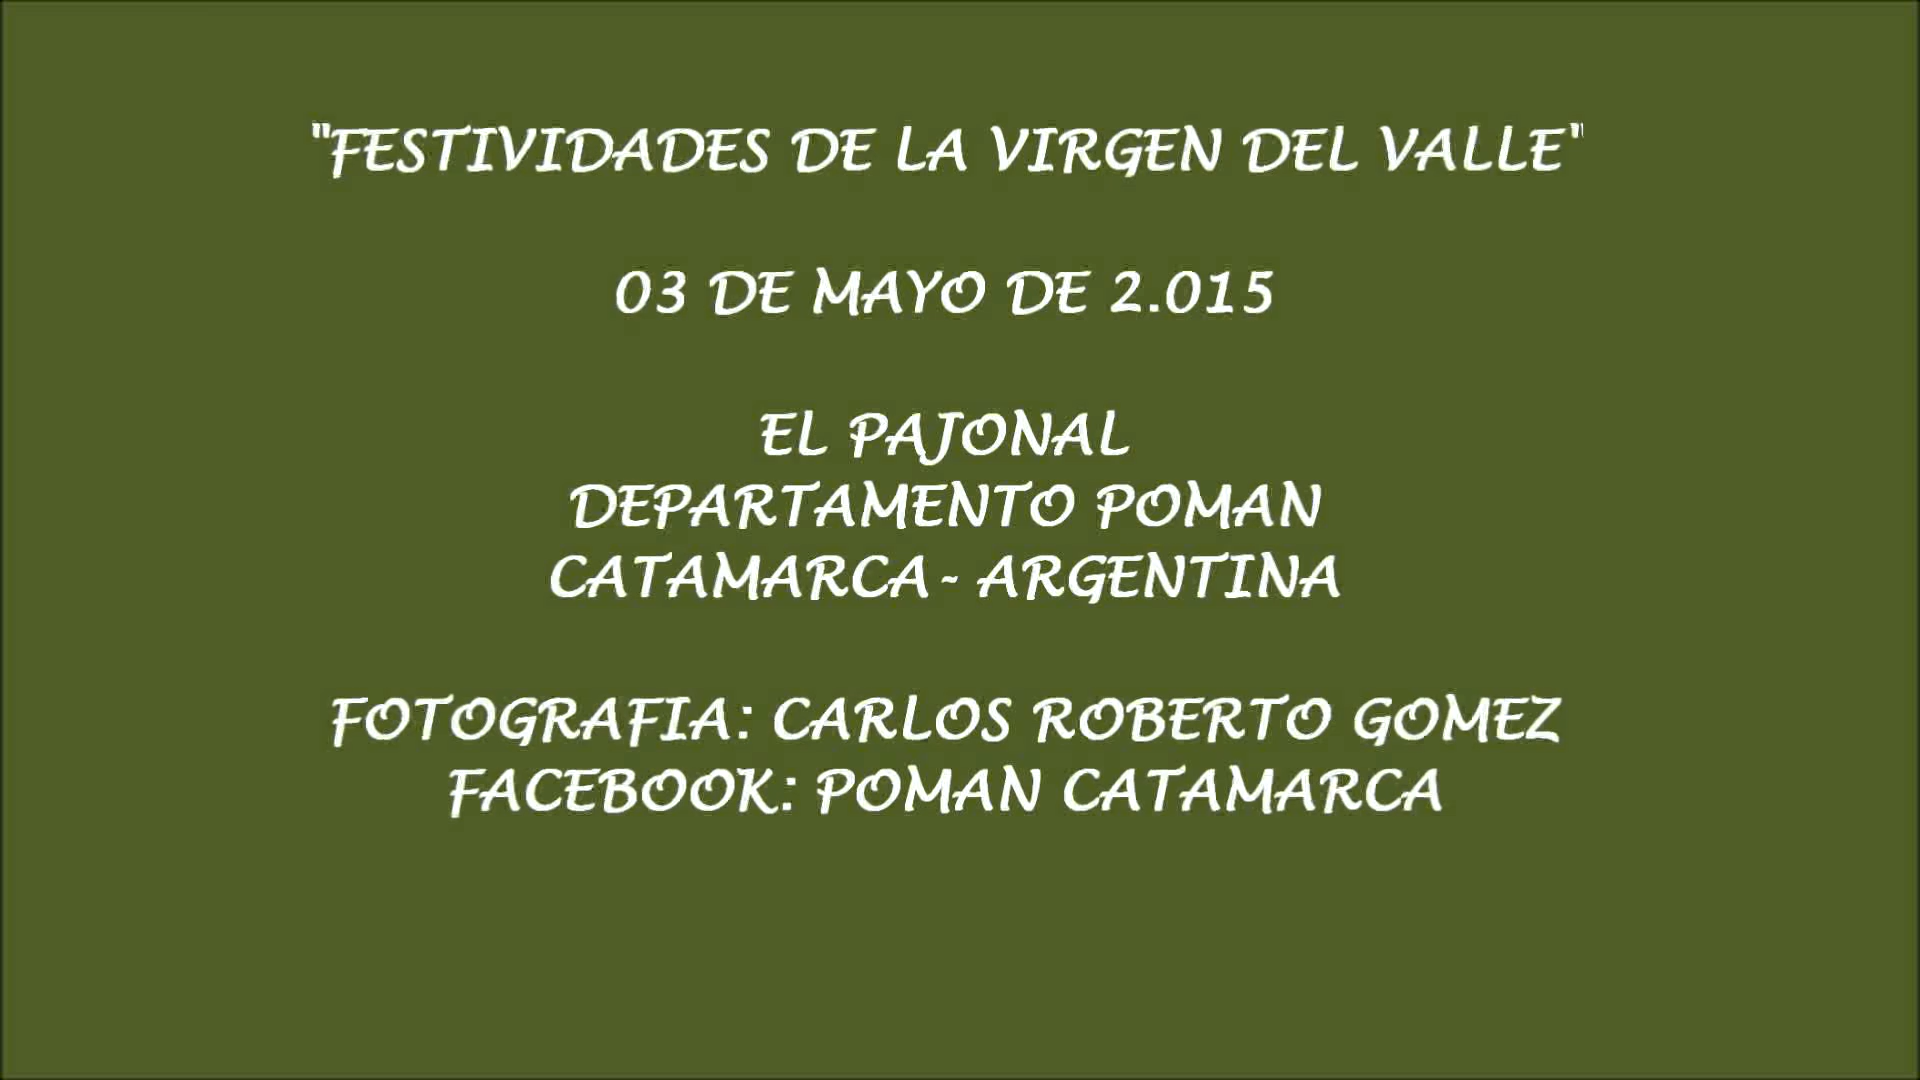 "FESTIVIDADES DE LA VIRGEN DEL VALLE"
03 DE MAYO DE 2.015
EL PAJONAL
DEPARTAMENTO POMAN
CATAMARCA- ARGENTINA
FOTOGRAFIA: CARLOS ROBERTO GOMEZ
FACEBOOK: POMAN CATAMARCA